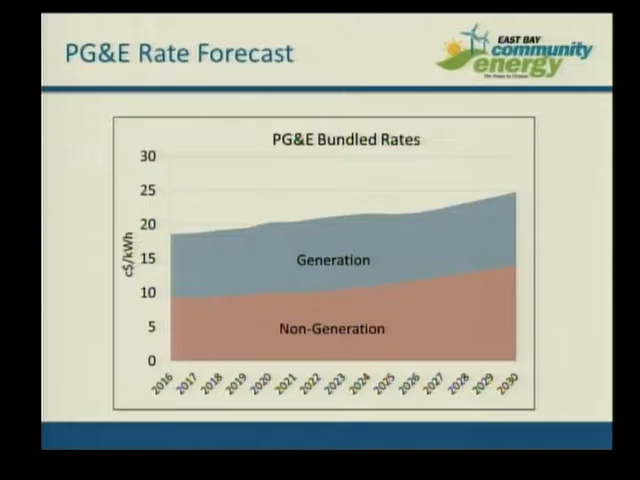 PG&E Rate Forecast
EAST BAY
community
energy
PG&E Bundled Rates
30
25
20
15
10
5
0
c$/kWh
Generation
Non-Generation
2016
2017
2018
2019
2020
2021
2022
2023
2024
2025
2026
2027
2028
2029
2030